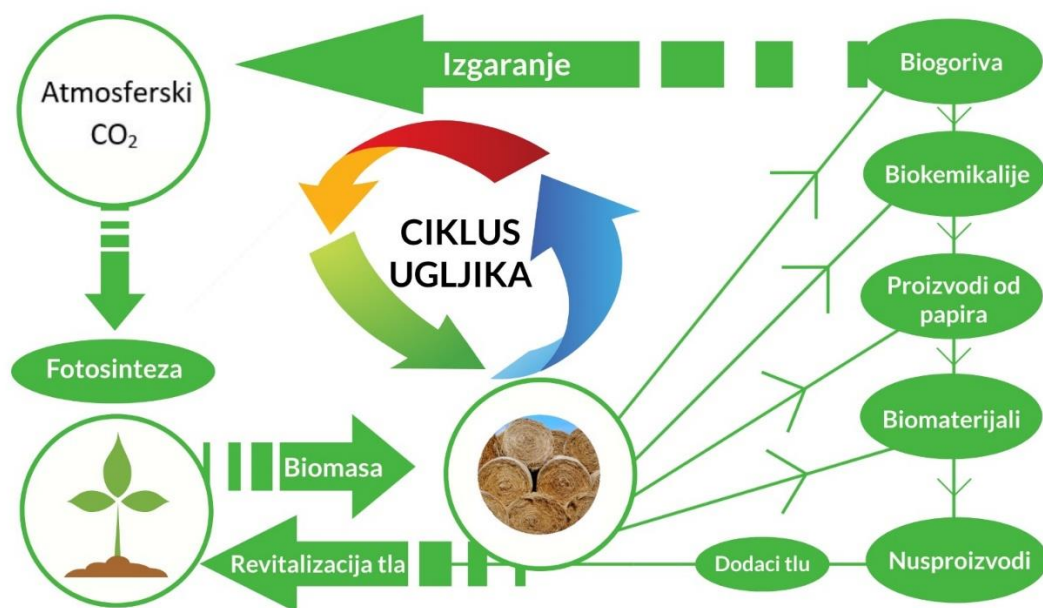 Atmosferski
CO₂
Izgaranje
Biogoriva
Biokemikalije
CIKLUS
UGLJIKA
Proizvodi od
papira
Fotosinteza
Biomaterijali
Biomasa
Revitalizacija tla
Dodaci tlu
Nusproizvodi